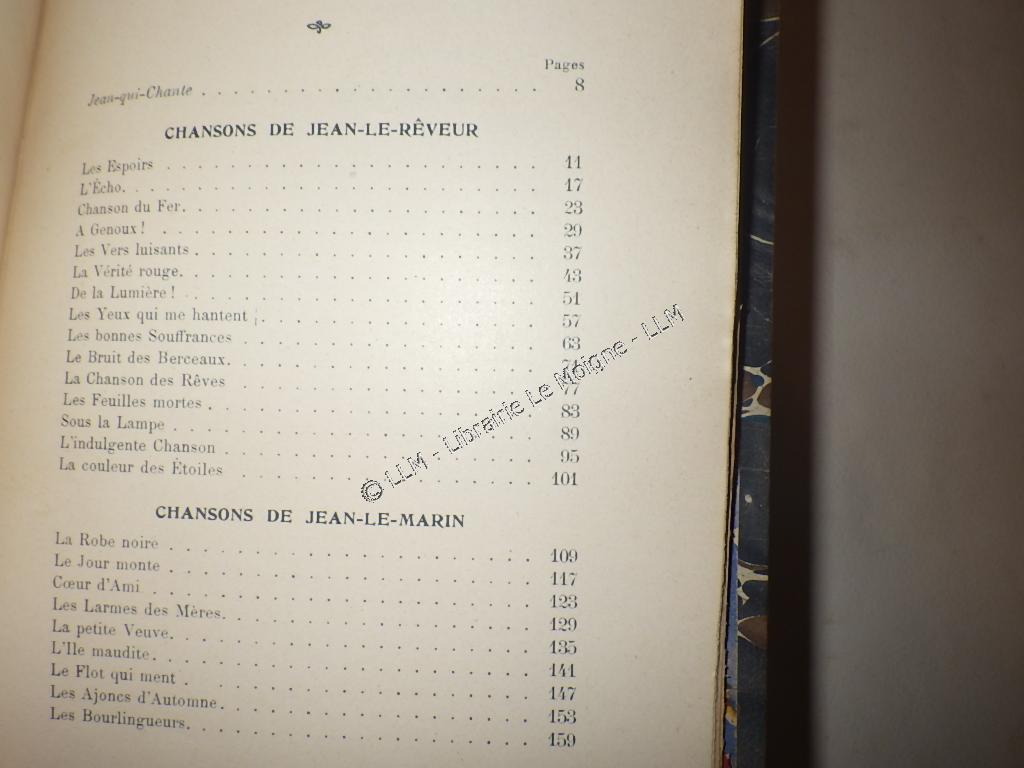 Pages
Jean-qui-Chante . . . . . . . . . . . . . . . . . 8
CHANSONS DE JEAN-LE-RÊVEUR
Les Espoirs . . . . . . . . . . . . . . . . . 11
L'Écho. . . . . . . . . . . . . . . . . . 17
Chanson du Fer. . . . . . . . . . . . . . . . . 23
A Genoux ! . . . . . . . . . . . . . . . . . 29
Les Vers luisants . . . . . . . . . . . . . . . . 37
La Vérité rouge. . . . . . . . . . . . . . . . . 43
De la Lumière ! . . . . . . . . . . . . . . . . 51
Les Yeux qui me hantent . . . . . . . . . . . . . 57
Les bonnes Souffrances . . . . . . . . . . . . . . 63
Le Bruit des Berceaux. . . . . . . . . . . . . . .
La Chanson des Rêves . . . . . . . . . . . . . . 77
Les Feuilles mortes . . . . . . . . . . . . . . . 83
Sous la Lampe . . . . . . . . . . . . . . . . . 89
L'indulgente Chanson . . . . . . . . . . . . . . . 95
La couleur des Étoiles . . . . . . . . . . . . . . 101
CHANSONS DE JEAN-LE-MARIN
La Robe noire . . . . . . . . . . . . . . . . . 109
Le Jour monte . . . . . . . . . . . . . . . . . 117
Cœur d'Ami . . . . . . . . . . . . . . . . . . 123
Les Larmes des Mères. . . . . . . . . . . . . . . 129
La petite Veuve. . . . . . . . . . . . . . . . . 135
L'Ile maudite. . . . . . . . . . . . . . . . . . 141
Le Flot qui ment . . . . . . . . . . . . . . . . 147
Les Ajoncs d'Automne. . . . . . . . . . . . . . . 153
Les Bourlingueurs. . . . . . . . . . . . . . . . 159
© LLM - Librairie Le Moigne - LLM